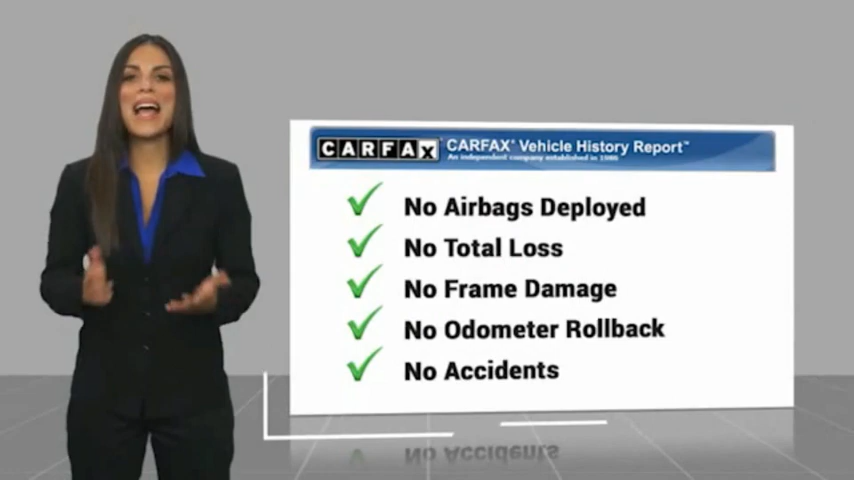 CARFAX CARFAX® Vehicle History Report™
An independent company established in 1986
No Airbags Deployed
No Total Loss
No Frame Damage
No Odometer Rollback
No Accidents